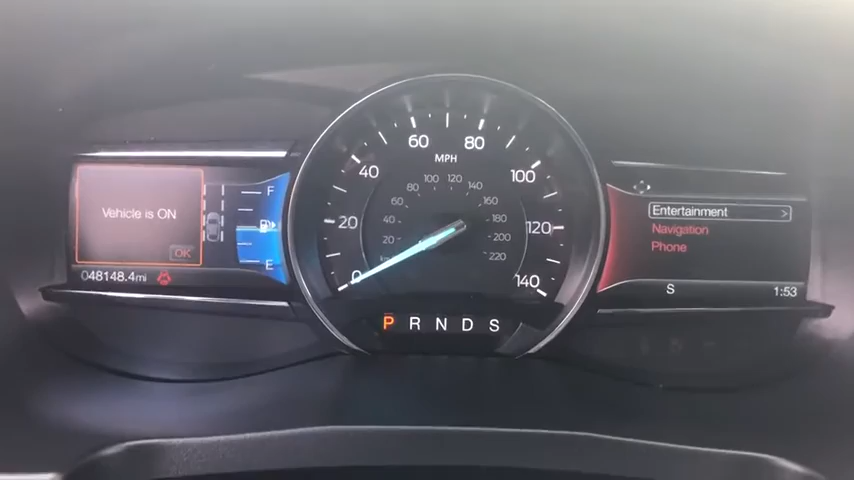 Vehicle is ON
OK
048148.4mi
F
E
0
20
40
60
80
100
120
140
MPH
20
40
60
80
100
120
140
160
180
200
220
P R N D S
Entertainment >
Navigation
Phone
S
1:53